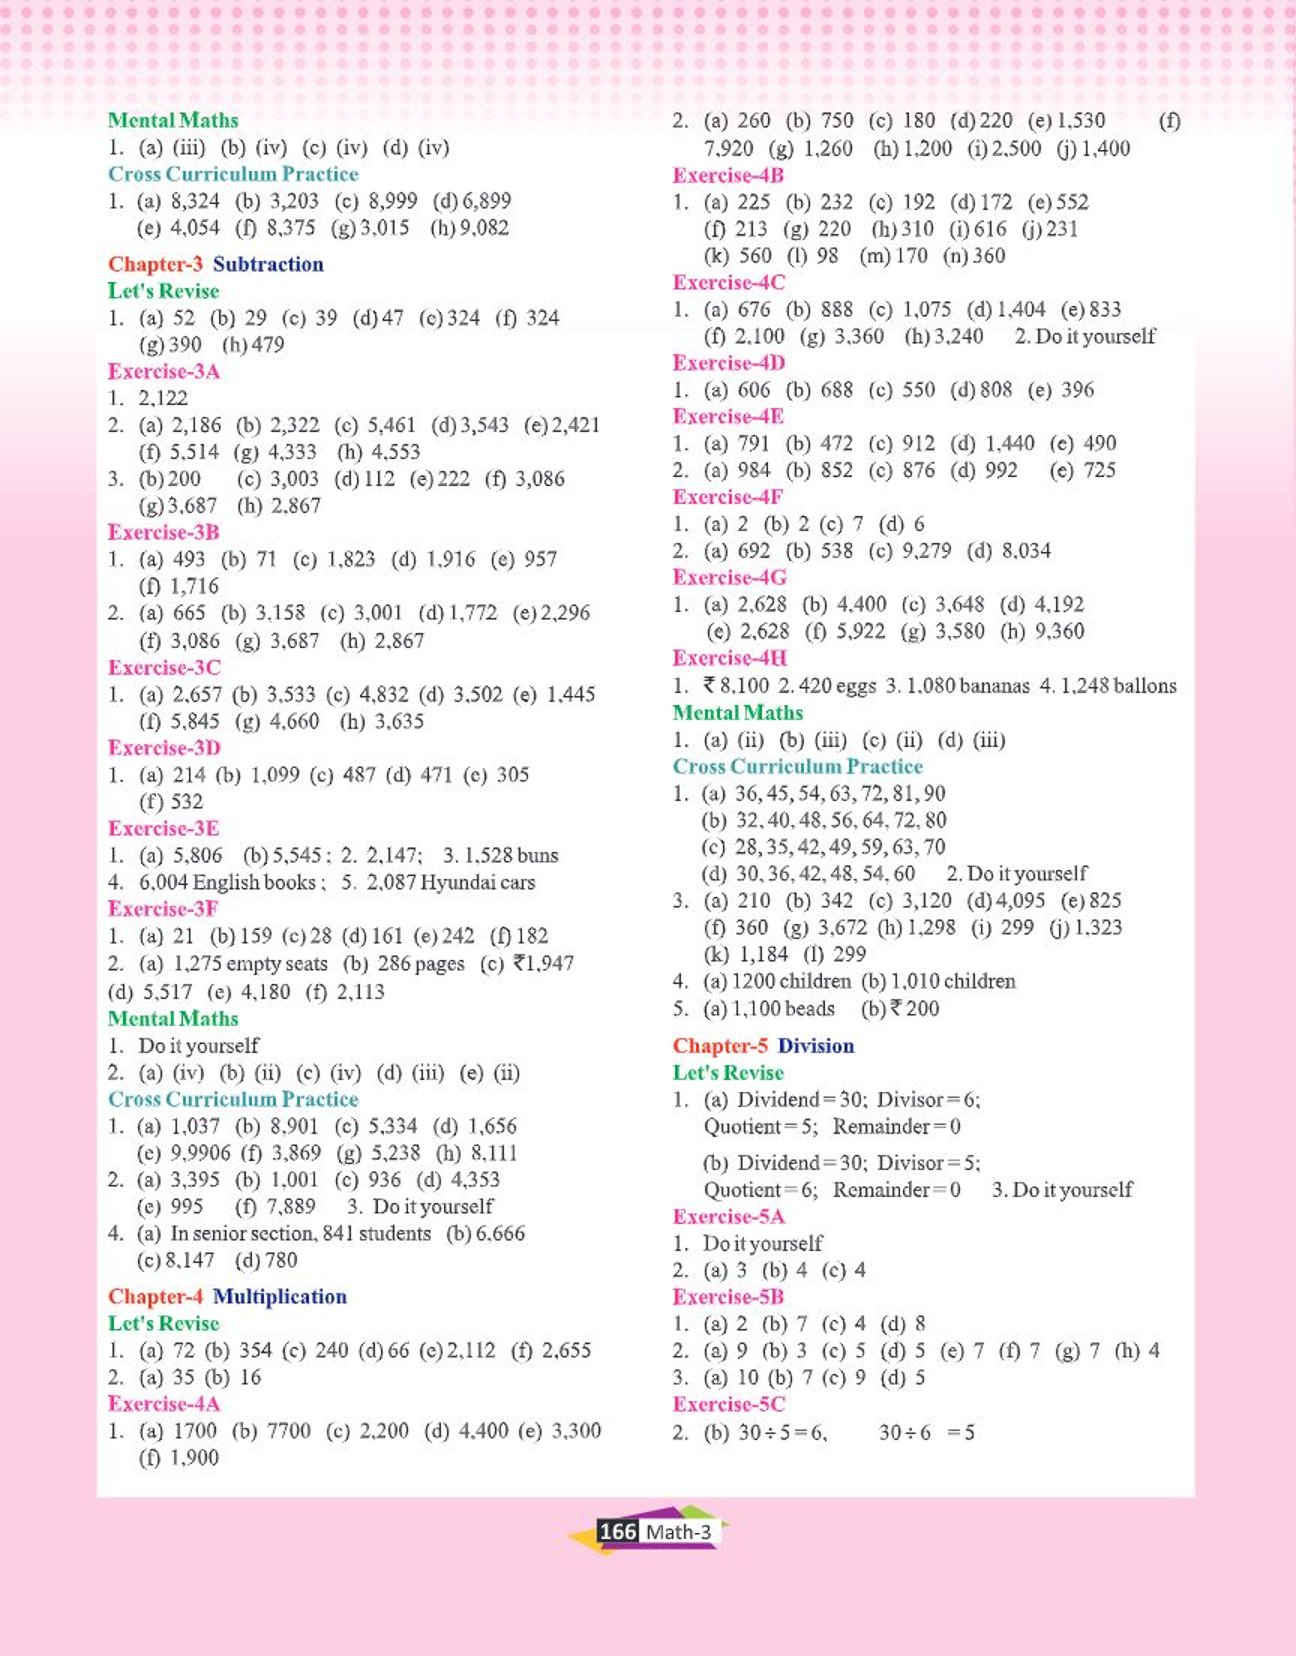 Mental Maths
1. (a) (iii) (b) (iv) (c) (iv) (d) (iv)
Cross Curriculum Practice
1. (a) 8,324 (b) 3,203 (c) 8,999 (d) 6,899
(e) 4,054 (f) 8,375 (g) 3,015 (h) 9,082
Chapter-3 Subtraction
Let's Revise
1. (a) 52 (b) 29 (c) 39 (d) 47 (e) 324 (f) 324
(g) 390 (h) 479
Exercise-3A
1. 2,122
2. (a) 2,186 (b) 2,322 (c) 5,461 (d) 3,543 (e) 2,421
(f) 5,514 (g) 4,333 (h) 4,553
3. (b) 200 (c) 3,003 (d) 112 (e) 222 (f) 3,086
(g) 3,687 (h) 2,867
Exercise-3B
1. (a) 493 (b) 71 (c) 1,823 (d) 1,916 (e) 957
(f) 1,716
2. (a) 665 (b) 3,158 (c) 3,001 (d) 1,772 (e) 2,296
(f) 3,086 (g) 3,687 (h) 2,867
Exercise-3C
1. (a) 2,657 (b) 3,533 (c) 4,832 (d) 3,502 (e) 1,445
(f) 5,845 (g) 4,660 (h) 3,635
Exercise-3D
1. (a) 214 (b) 1,099 (c) 487 (d) 471 (e) 305
(f) 532
Exercise-3E
1. (a) 5,806 (b) 5,545 ; 2. 2,147; 3. 1,528 buns
4. 6,004 English books ; 5. 2,087 Hyundai cars
Exercise-3F
1. (a) 21 (b) 159 (c) 28 (d) 161 (e) 242 (f) 182
2. (a) 1,275 empty seats (b) 286 pages (c) ₹1,947
(d) 5,517 (e) 4,180 (f) 2,113
Mental Maths
1. Do it yourself
2. (a) (iv) (b) (ii) (c) (iv) (d) (iii) (e) (ii)
Cross Curriculum Practice
1. (a) 1,037 (b) 8,901 (c) 5,334 (d) 1,656
(e) 9,9906 (f) 3,869 (g) 5,238 (h) 8,111
2. (a) 3,395 (b) 1,001 (c) 936 (d) 4,353
(e) 995 (f) 7,889 3. Do it yourself
4. (a) In senior section, 841 students (b) 6,666
(c) 8,147 (d) 780
Chapter-4 Multiplication
Let's Revise
1. (a) 72 (b) 354 (c) 240 (d) 66 (e) 2,112 (f) 2,655
2. (a) 35 (b) 16
Exercise-4A
1. (a) 1700 (b) 7700 (c) 2,200 (d) 4,400 (e) 3,300
(f) 1,900
2. (a) 260 (b) 750 (c) 180 (d) 220 (e) 1,530 (f)
7,920 (g) 1,260 (h) 1,200 (i) 2,500 (j) 1,400
Exercise-4B
1. (a) 225 (b) 232 (c) 192 (d) 172 (e) 552
(f) 213 (g) 220 (h) 310 (i) 616 (j) 231
(k) 560 (l) 98 (m) 170 (n) 360
Exercise-4C
1. (a) 676 (b) 888 (c) 1,075 (d) 1,404 (e) 833
(f) 2,100 (g) 3,360 (h) 3,240 2. Do it yourself
Exercise-4D
1. (a) 606 (b) 688 (c) 550 (d) 808 (e) 396
Exercise-4E
1. (a) 791 (b) 472 (c) 912 (d) 1,440 (e) 490
2. (a) 984 (b) 852 (c) 876 (d) 992 (e) 725
Exercise-4F
1. (a) 2 (b) 2 (c) 7 (d) 6
2. (a) 692 (b) 538 (c) 9,279 (d) 8,034
Exercise-4G
1. (a) 2,628 (b) 4,400 (c) 3,648 (d) 4,192
(e) 2,628 (f) 5,922 (g) 3,580 (h) 9,360
Exercise-4H
1. ₹ 8,100 2. 420 eggs 3. 1,080 bananas 4. 1,248 ballons
Mental Maths
1. (a) (ii) (b) (iii) (c) (ii) (d) (iii)
Cross Curriculum Practice
1. (a) 36, 45, 54, 63, 72, 81, 90
(b) 32, 40, 48, 56, 64, 72, 80
(c) 28, 35, 42, 49, 59, 63, 70
(d) 30, 36, 42, 48, 54, 60 2. Do it yourself
3. (a) 210 (b) 342 (c) 3,120 (d) 4,095 (e) 825
(f) 360 (g) 3,672 (h) 1,298 (i) 299 (j) 1,323
(k) 1,184 (l) 299
4. (a) 1200 children (b) 1,010 children
5. (a) 1,100 beads (b) ₹ 200
Chapter-5 Division
Let's Revise
1. (a) Dividend = 30; Divisor = 6;
Quotient = 5; Remainder = 0
(b) Dividend = 30; Divisor = 5;
Quotient = 6; Remainder = 0 3. Do it yourself
Exercise-5A
1. Do it yourself
2. (a) 3 (b) 4 (c) 4
Exercise-5B
1. (a) 2 (b) 7 (c) 4 (d) 8
2. (a) 9 (b) 3 (c) 5 (d) 5 (e) 7 (f) 7 (g) 7 (h) 4
3. (a) 10 (b) 7 (c) 9 (d) 5
Exercise-5C
2. (b) 30 ÷ 5 = 6, 30 ÷ 6 = 5
166 Math-3